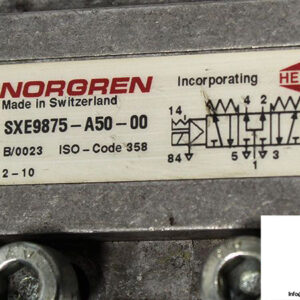 NORGREN
Incorporating HE
Made in Switzerland
SXE9875-A50-00
B/0023 ISO-Code 358
2-10
14
4 2
84
5 3
1